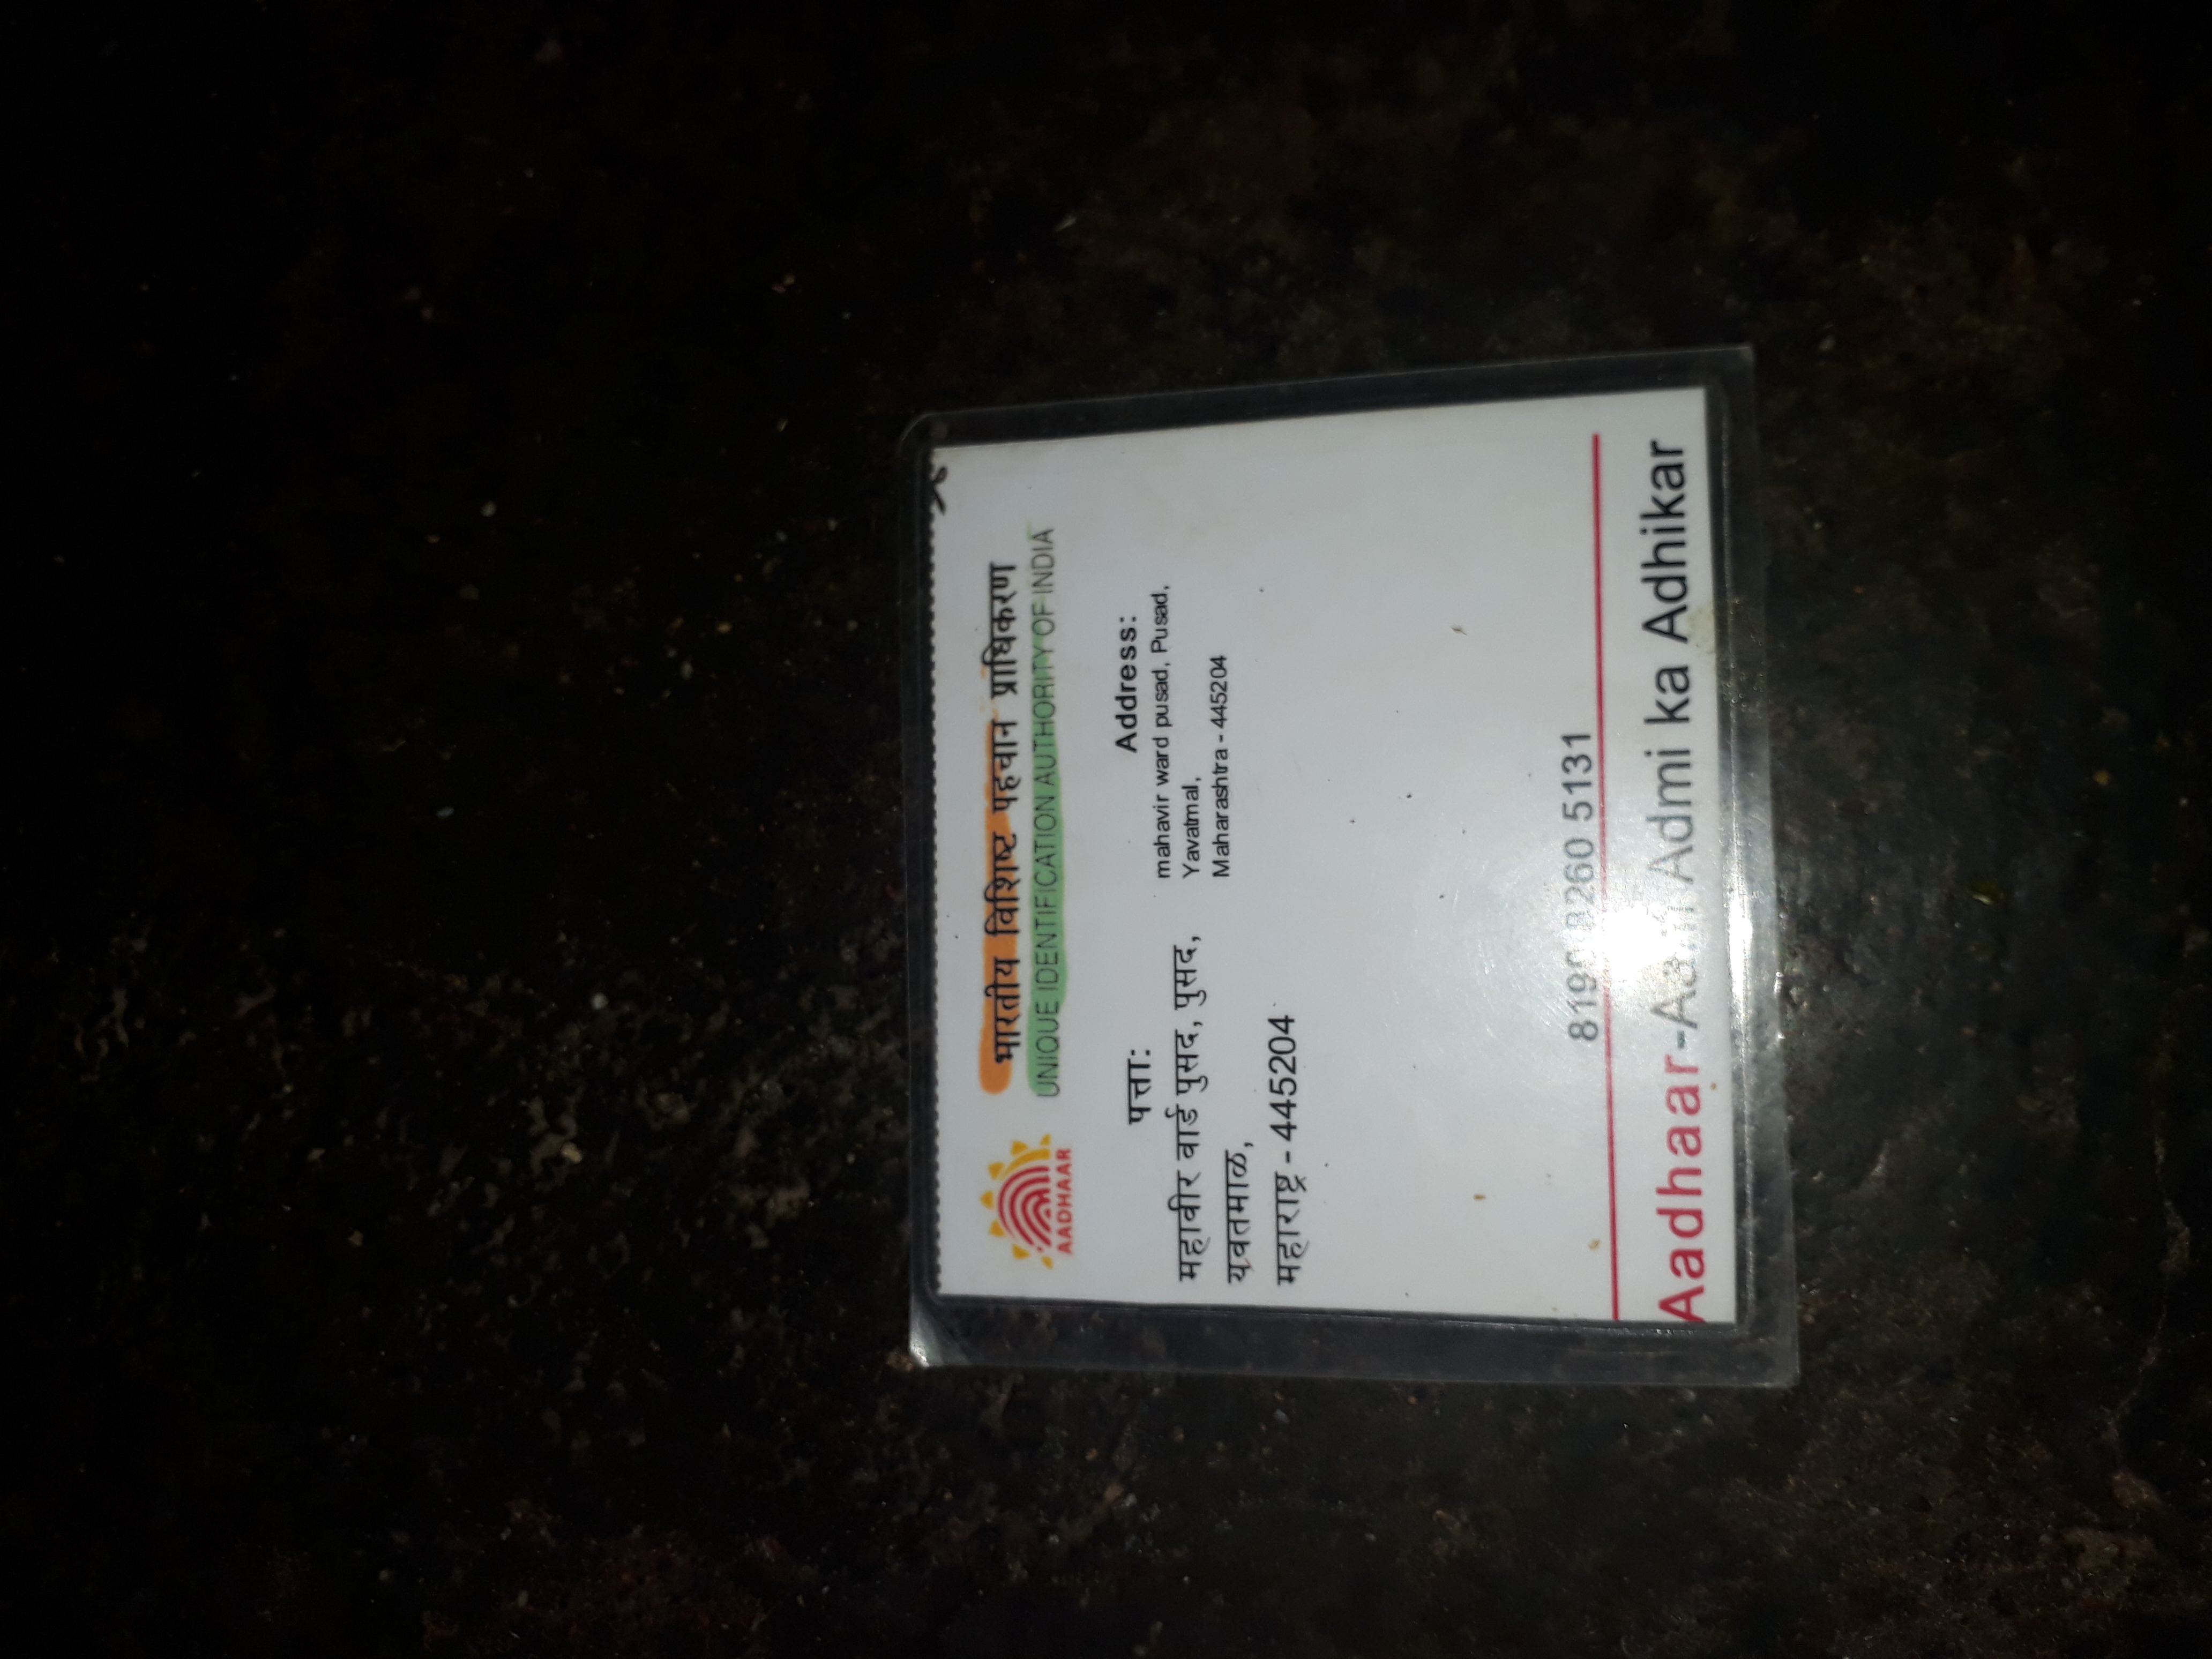 भारतीय विशिष्ट पहचान प्राधिकरण
UNIQUE IDENTIFICATION AUTHORITY OF INDIA
AADHAAR
पत्ता:
महावीर वार्ड पुसद, पुसद,
यवतमाळ,
महाराष्ट्र - 445204
Address:
mahavir ward pusad, Pusad,
Yavatmal,
Maharashtra - 445204
5131
Aadhaar-Aam Admi ka Adhikar